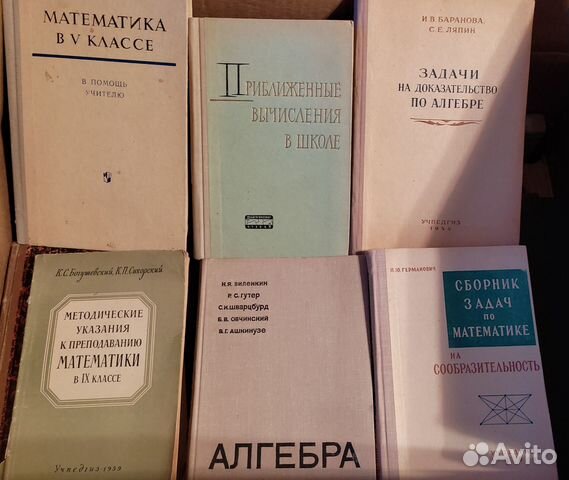 МАТЕМАТИКА
В V КЛАССЕ
В ПОМОЩЬ
УЧИТЕЛЮ
ПРИБЛИЖЕННЫЕ
ВЫЧИСЛЕНИЯ
В ШКОЛЕ
И. В. БАРАНОВА,
С. Е. ЛЯПИН
ЗАДАЧИ
НА ДОКАЗАТЕЛЬСТВО
ПО АЛГЕБРЕ
УЧПЕДГИЗ
1954
К. С. Богушевский, К. П. Сикорский
МЕТОДИЧЕСКИЕ
УКАЗАНИЯ
К ПРЕПОДАВАНИЮ
МАТЕМАТИКИ
В IX КЛАССЕ
Учпедгиз-1959
Н.Я. ВИЛЕНКИН
Р. С. ГУТЕР
С.И. ШВАРЦБУРД
Б. В. ОВЧИНСКИЙ
В. Г. АШКИНУЗЕ
АЛГЕБРА
П. Ю. ГЕРМАНОВИЧ
СБОРНИК
ЗАДАЧ
ПО
МАТЕМАТИКЕ
НА
СООБРАЗИТЕЛЬНОСТЬ
Avito